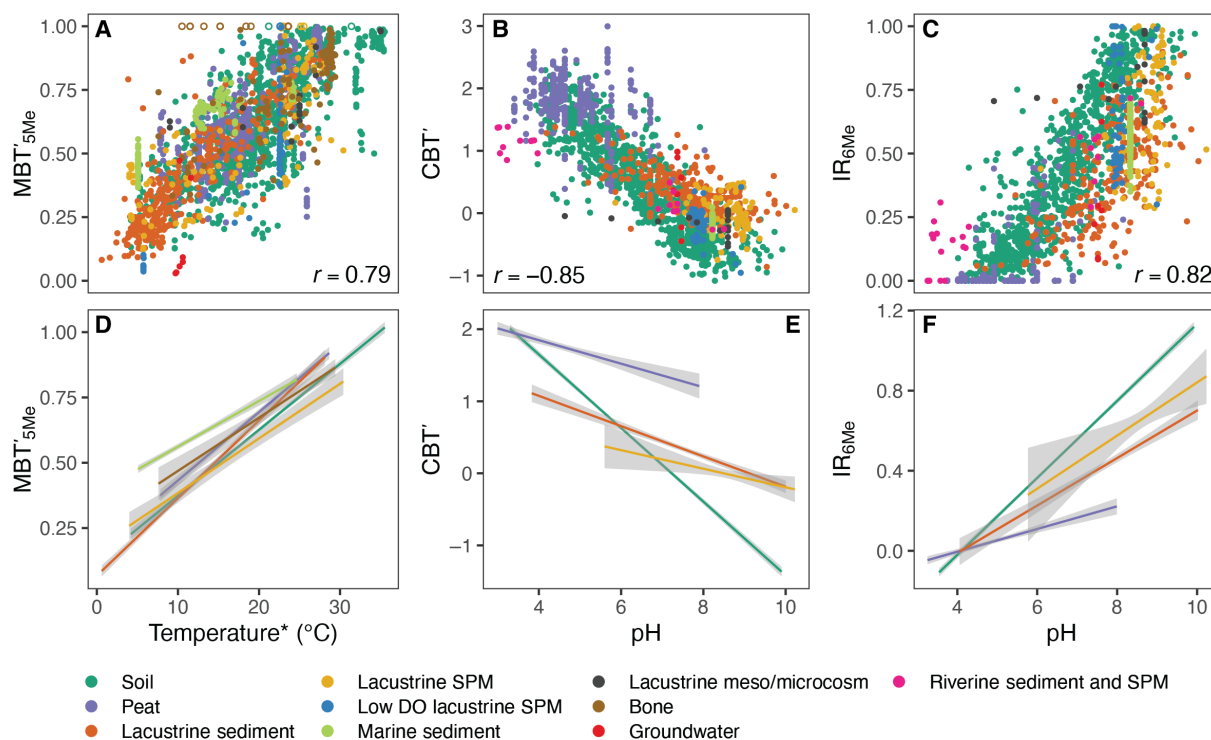 A
B
C
1.00
0.75
0.50
0.25
0.00
MBT′5Me
r = 0.79
3
2
1
0
−1
CBT′
r = −0.85
1.00
0.75
0.50
0.25
0.00
IR6Me
r = 0.82
D
E
F
1.00
0.75
0.50
0.25
MBT′5Me
0
10
20
30
Temperature* (°C)
2
1
0
−1
CBT′
4
6
8
10
pH
1.2
0.8
0.4
0.0
IR6Me
4
6
8
10
pH
Soil
Peat
Lacustrine sediment
Lacustrine SPM
Low DO lacustrine SPM
Marine sediment
Lacustrine meso/microcosm
Bone
Groundwater
Riverine sediment and SPM